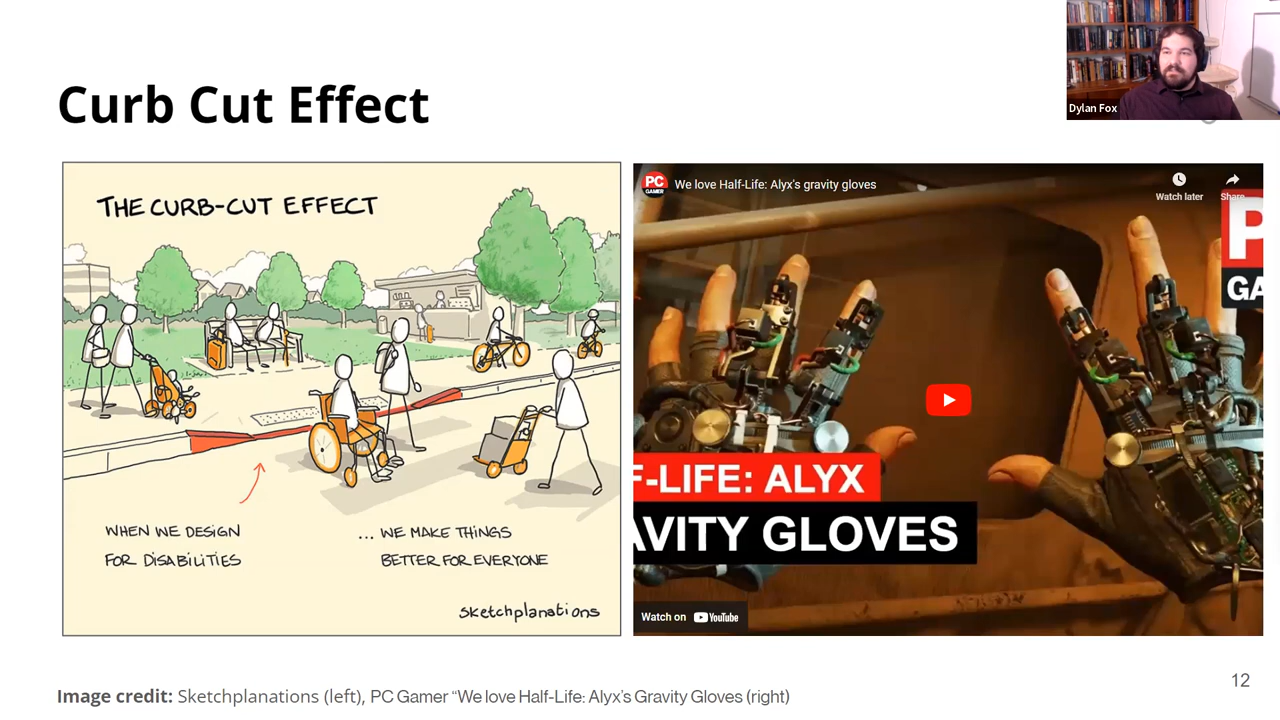 Curb Cut Effect
Dylan Fox
THE CURB-CUT EFFECT
WHEN WE DESIGN
FOR DISABILITIES
... WE MAKE THINGS
BETTER FOR EVERYONE
sketchplanations
PC
GAMER
We love Half-Life: Alyx's gravity gloves
Watch later
Share
P
GA
F-LIFE: ALYX
AVITY GLOVES
Watch on YouTube
Image credit: Sketchplanations (left), PC Gamer “We love Half-Life: Alyx's Gravity Gloves (right)
12